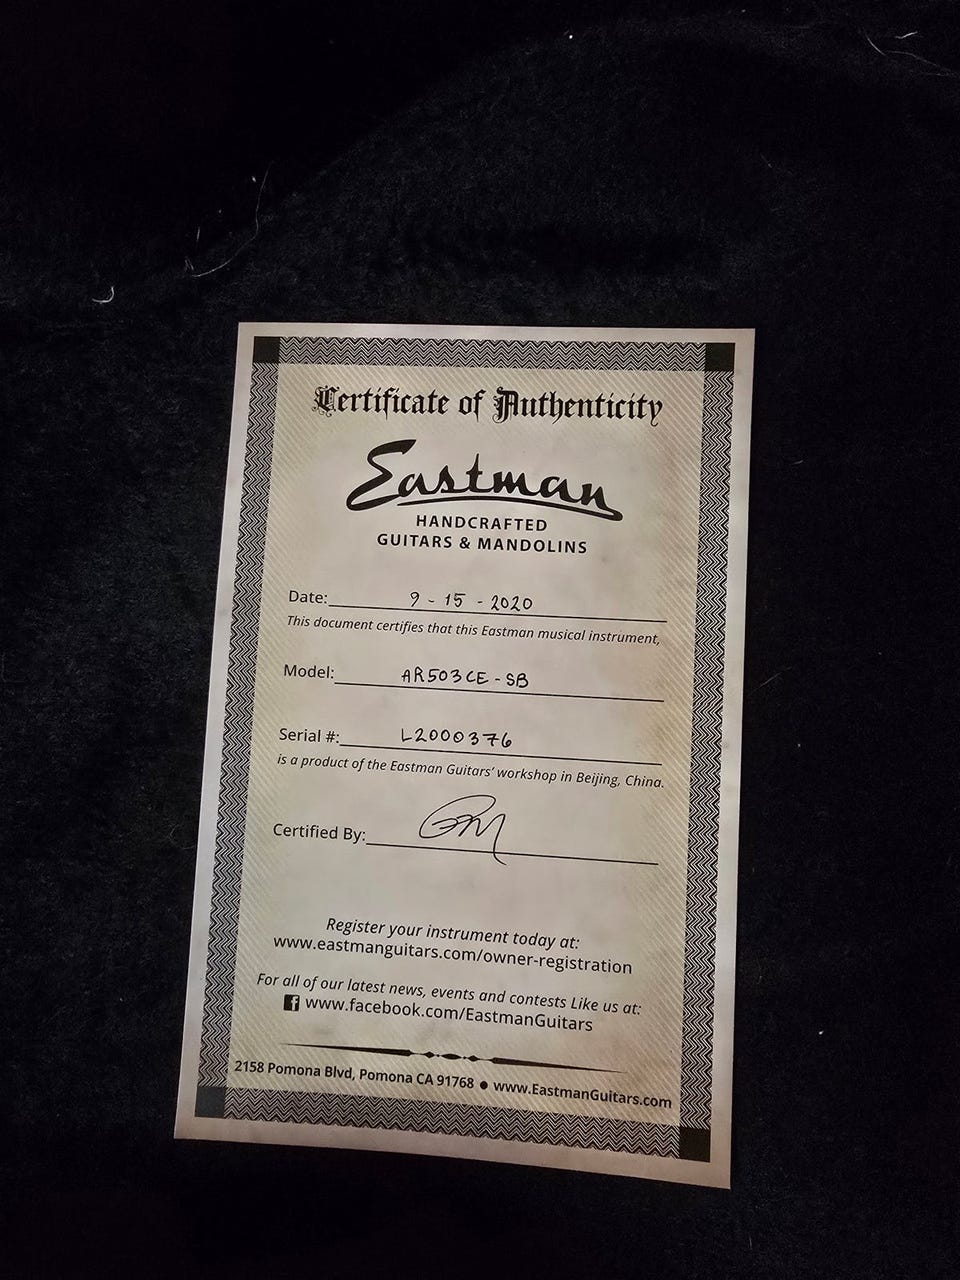 Certificate of Authenticity
Eastman
HANDCRAFTED
GUITARS & MANDOLINS
Date: 9 - 15 - 2020
This document certifies that this Eastman musical instrument,
Model: AR503CE - SB
Serial #: L2000376
is a product of the Eastman Guitars' workshop in Beijing, China.
Certified By:
Register your instrument today at:
www.eastmanguitars.com/owner-registration
For all of our latest news, events and contests Like us at:
f www.facebook.com/EastmanGuitars
2158 Pomona Blvd, Pomona CA 91768 ● www.EastmanGuitars.com